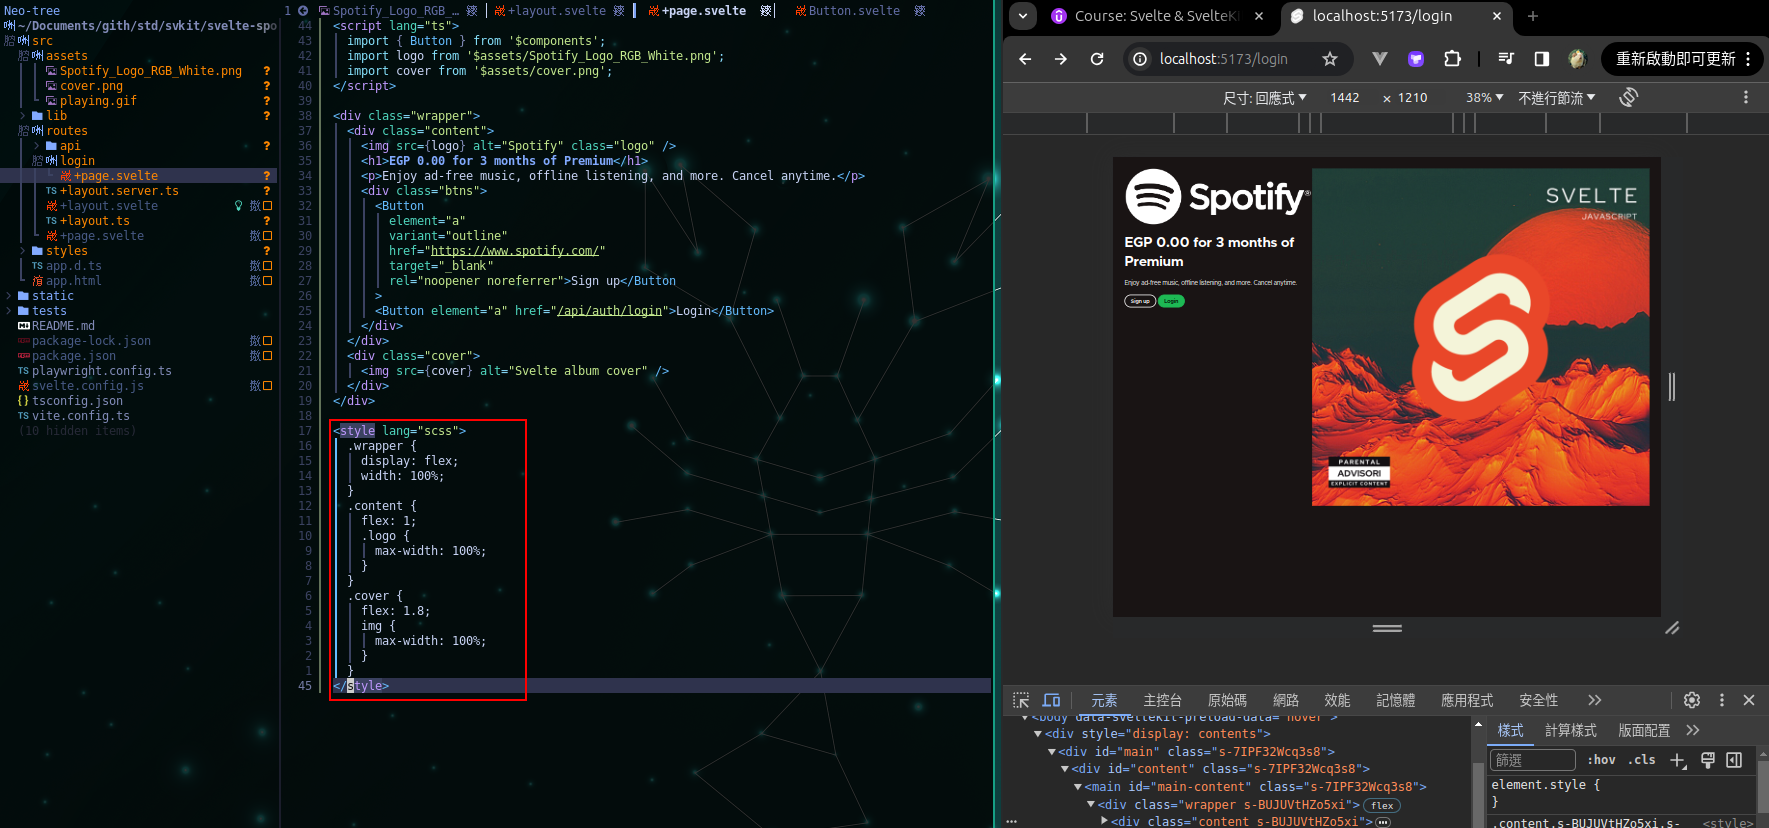 Neo-tree
~/Documents/gith/std/svkit/svelte-spo
src
assets
Spotify_Logo_RGB_White.png ?
cover.png ?
playing.gif ?
lib ?
routes
api ?
login
+page.svelte ?
TS +layout.server.ts ?
+layout.svelte
TS +layout.ts ?
+page.svelte
styles ?
TS app.d.ts
app.html
static
tests
README.md
package-lock.json
package.json
TS playwright.config.ts
svelte.config.js
{} tsconfig.json
TS vite.config.ts
(10 hidden items)
1 Spotify_Logo_RGB_… +layout.svelte +page.svelte Button.svelte
44 <script lang="ts">
43 import { Button } from '$components';
42 import logo from '$assets/Spotify_Logo_RGB_White.png';
41 import cover from '$assets/cover.png';
40 </script>
39
38 <div class="wrapper">
37 <div class="content">
36 <img src={logo} alt="Spotify" class="logo" />
35 <h1>EGP 0.00 for 3 months of Premium</h1>
34 <p>Enjoy ad-free music, offline listening, and more. Cancel anytime.</p>
33 <div class="btns">
32 <Button
31 element="a"
30 variant="outline"
29 href="https://www.spotify.com/"
28 target="_blank"
27 rel="noopener noreferrer">Sign up</Button
26 >
25 <Button element="a" href="/api/auth/login">Login</Button>
24 </div>
23 </div>
22 <div class="cover">
21 <img src={cover} alt="Svelte album cover" />
20 </div>
19 </div>
18
17 <style lang="scss">
16 .wrapper {
15 display: flex;
14 width: 100%;
13 }
12 .content {
11 flex: 1;
10 .logo {
9 max-width: 100%;
8 }
7 }
6 .cover {
5 flex: 1.8;
4 img {
3 max-width: 100%;
2 }
1 }
45 </style>
Course: Svelte & SvelteKi
localhost:5173/login
localhost:5173/login
重新啟動即可更新
尺寸: 回應式 1442 × 1210 38% 不進行節流
Spotify®
EGP 0.00 for 3 months of
Premium
Enjoy ad-free music, offline listening, and more. Cancel anytime.
Sign up Login
SVELTE
JAVASCRIPT
PARENTAL
ADVISORI
EXPLICIT CONTENT
元素 主控台 原始碼 網路 效能 記憶體 應用程式 安全性
<body data-sveltekit-preload-data="hover">
<div style="display: contents">
<div id="main" class="s-7IPF32Wcq3s8">
<div id="content" class="s-7IPF32Wcq3s8">
<main id="main-content" class="s-7IPF32Wcq3s8">
<div class="wrapper s-BUJUVtHZo5xi"> flex
<div class="content s-BUJUVtHZo5xi">
樣式 計算樣式 版面配置
篩選 :hov .cls
element.style {
}
.content.s-BUJUVtHZo5xi.s- <style>